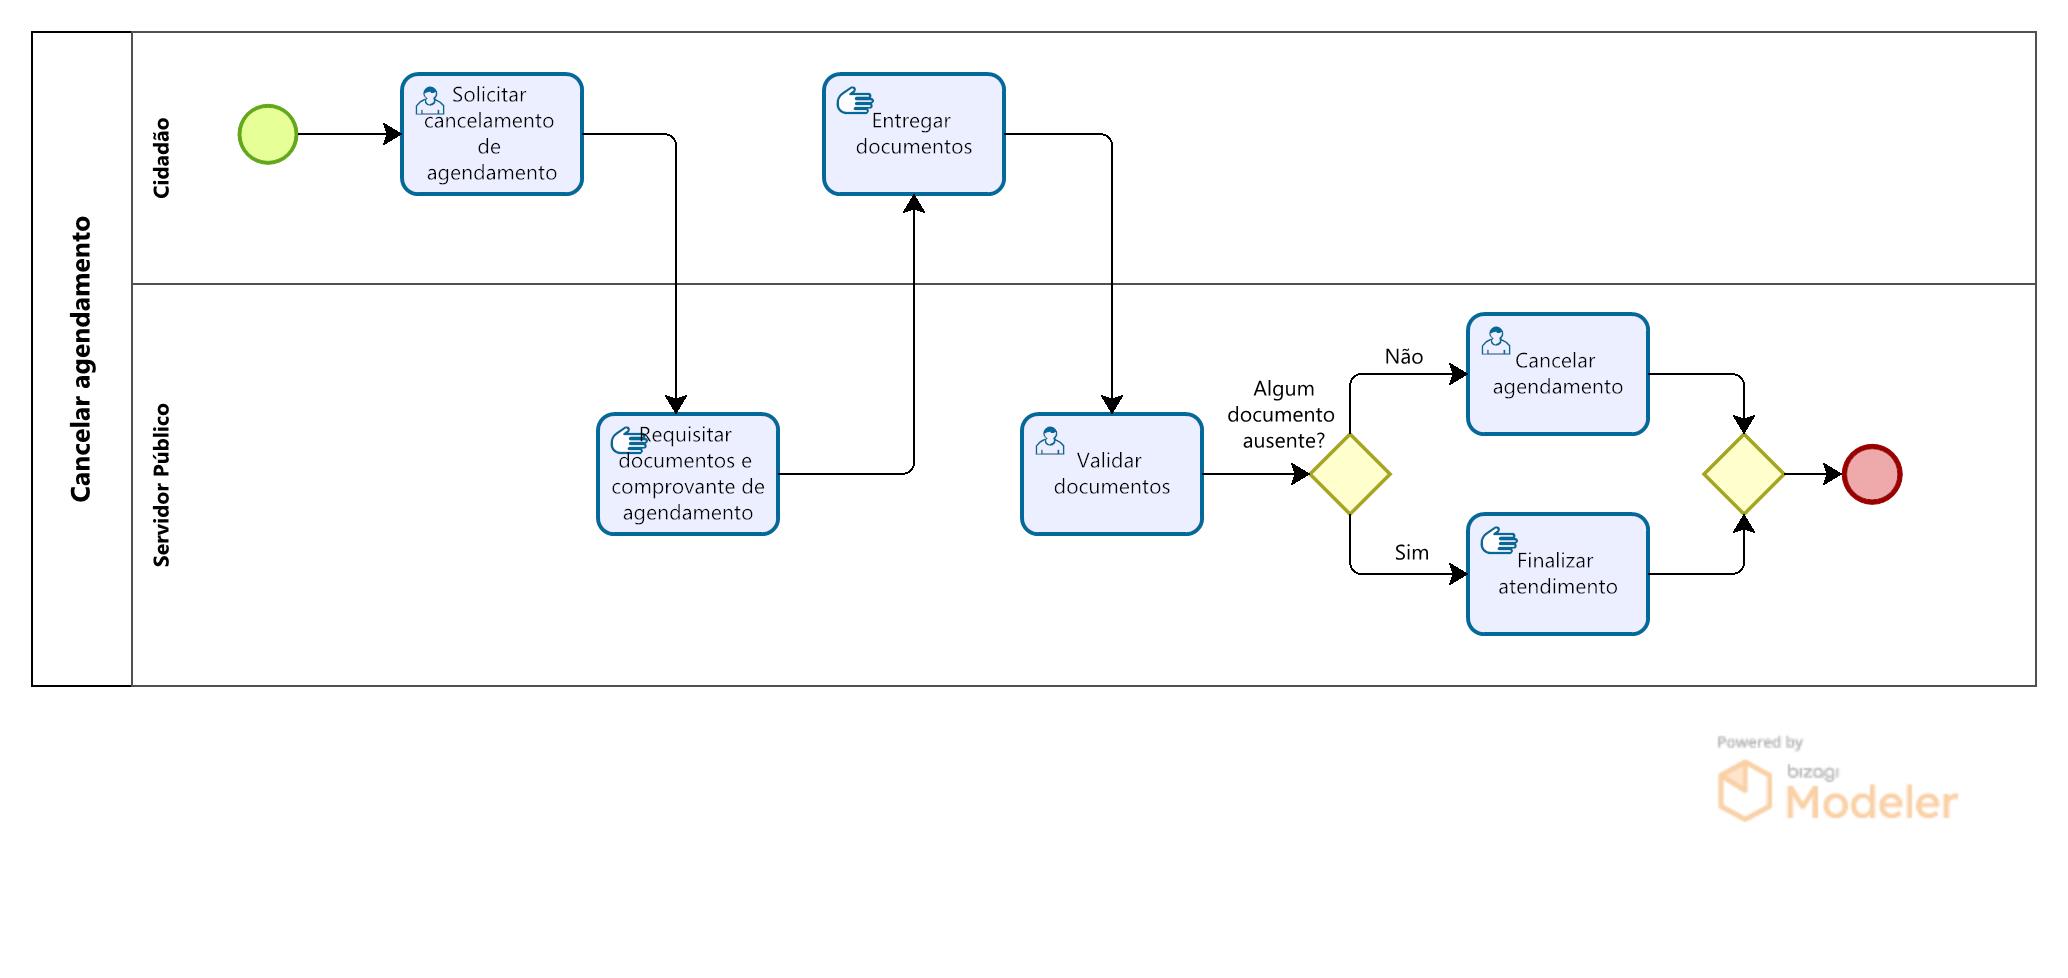 Cancelar agendamento
Cidadão
Solicitar
cancelamento
de
agendamento
Entregar
documentos
Servidor Público
Requisitar
documentos e
comprovante de
agendamento
Validar
documentos
Algum
documento
ausente?
Não
Cancelar
agendamento
Sim
Finalizar
atendimento
Powered by
bizagi
Modeler